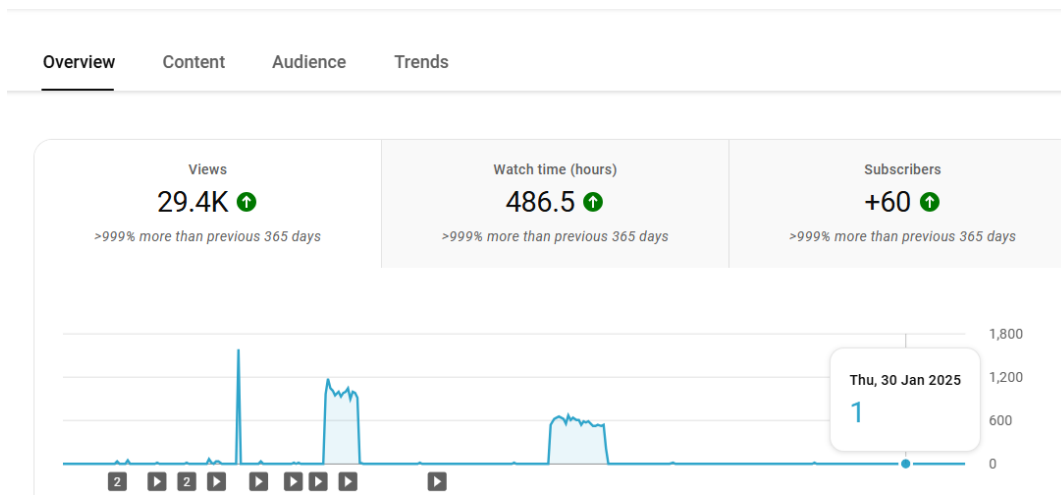 Overview Content Audience Trends
Views
29.4K
>999% more than previous 365 days
Watch time (hours)
486.5
>999% more than previous 365 days
Subscribers
+60
>999% more than previous 365 days
1,800
1,200
600
0
Thu, 30 Jan 2025
1
2
2